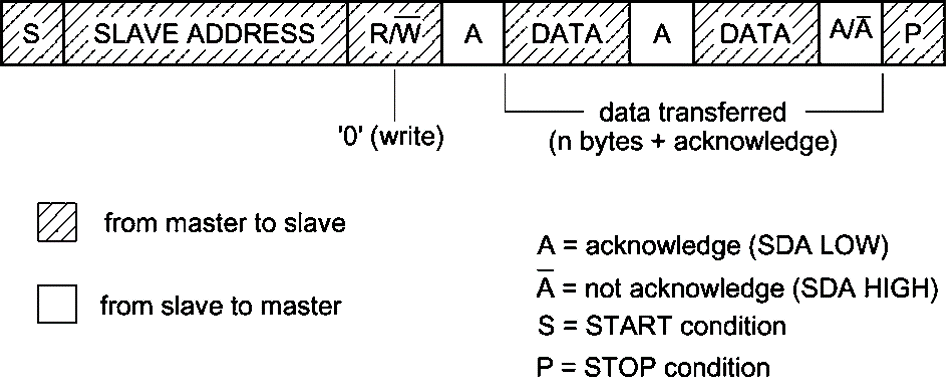 S SLAVE ADDRESS R/W̅ A DATA A DATA A/A̅ P
'0' (write)
data transferred
(n bytes + acknowledge)
from master to slave
from slave to master
A = acknowledge (SDA LOW)
A̅ = not acknowledge (SDA HIGH)
S = START condition
P = STOP condition